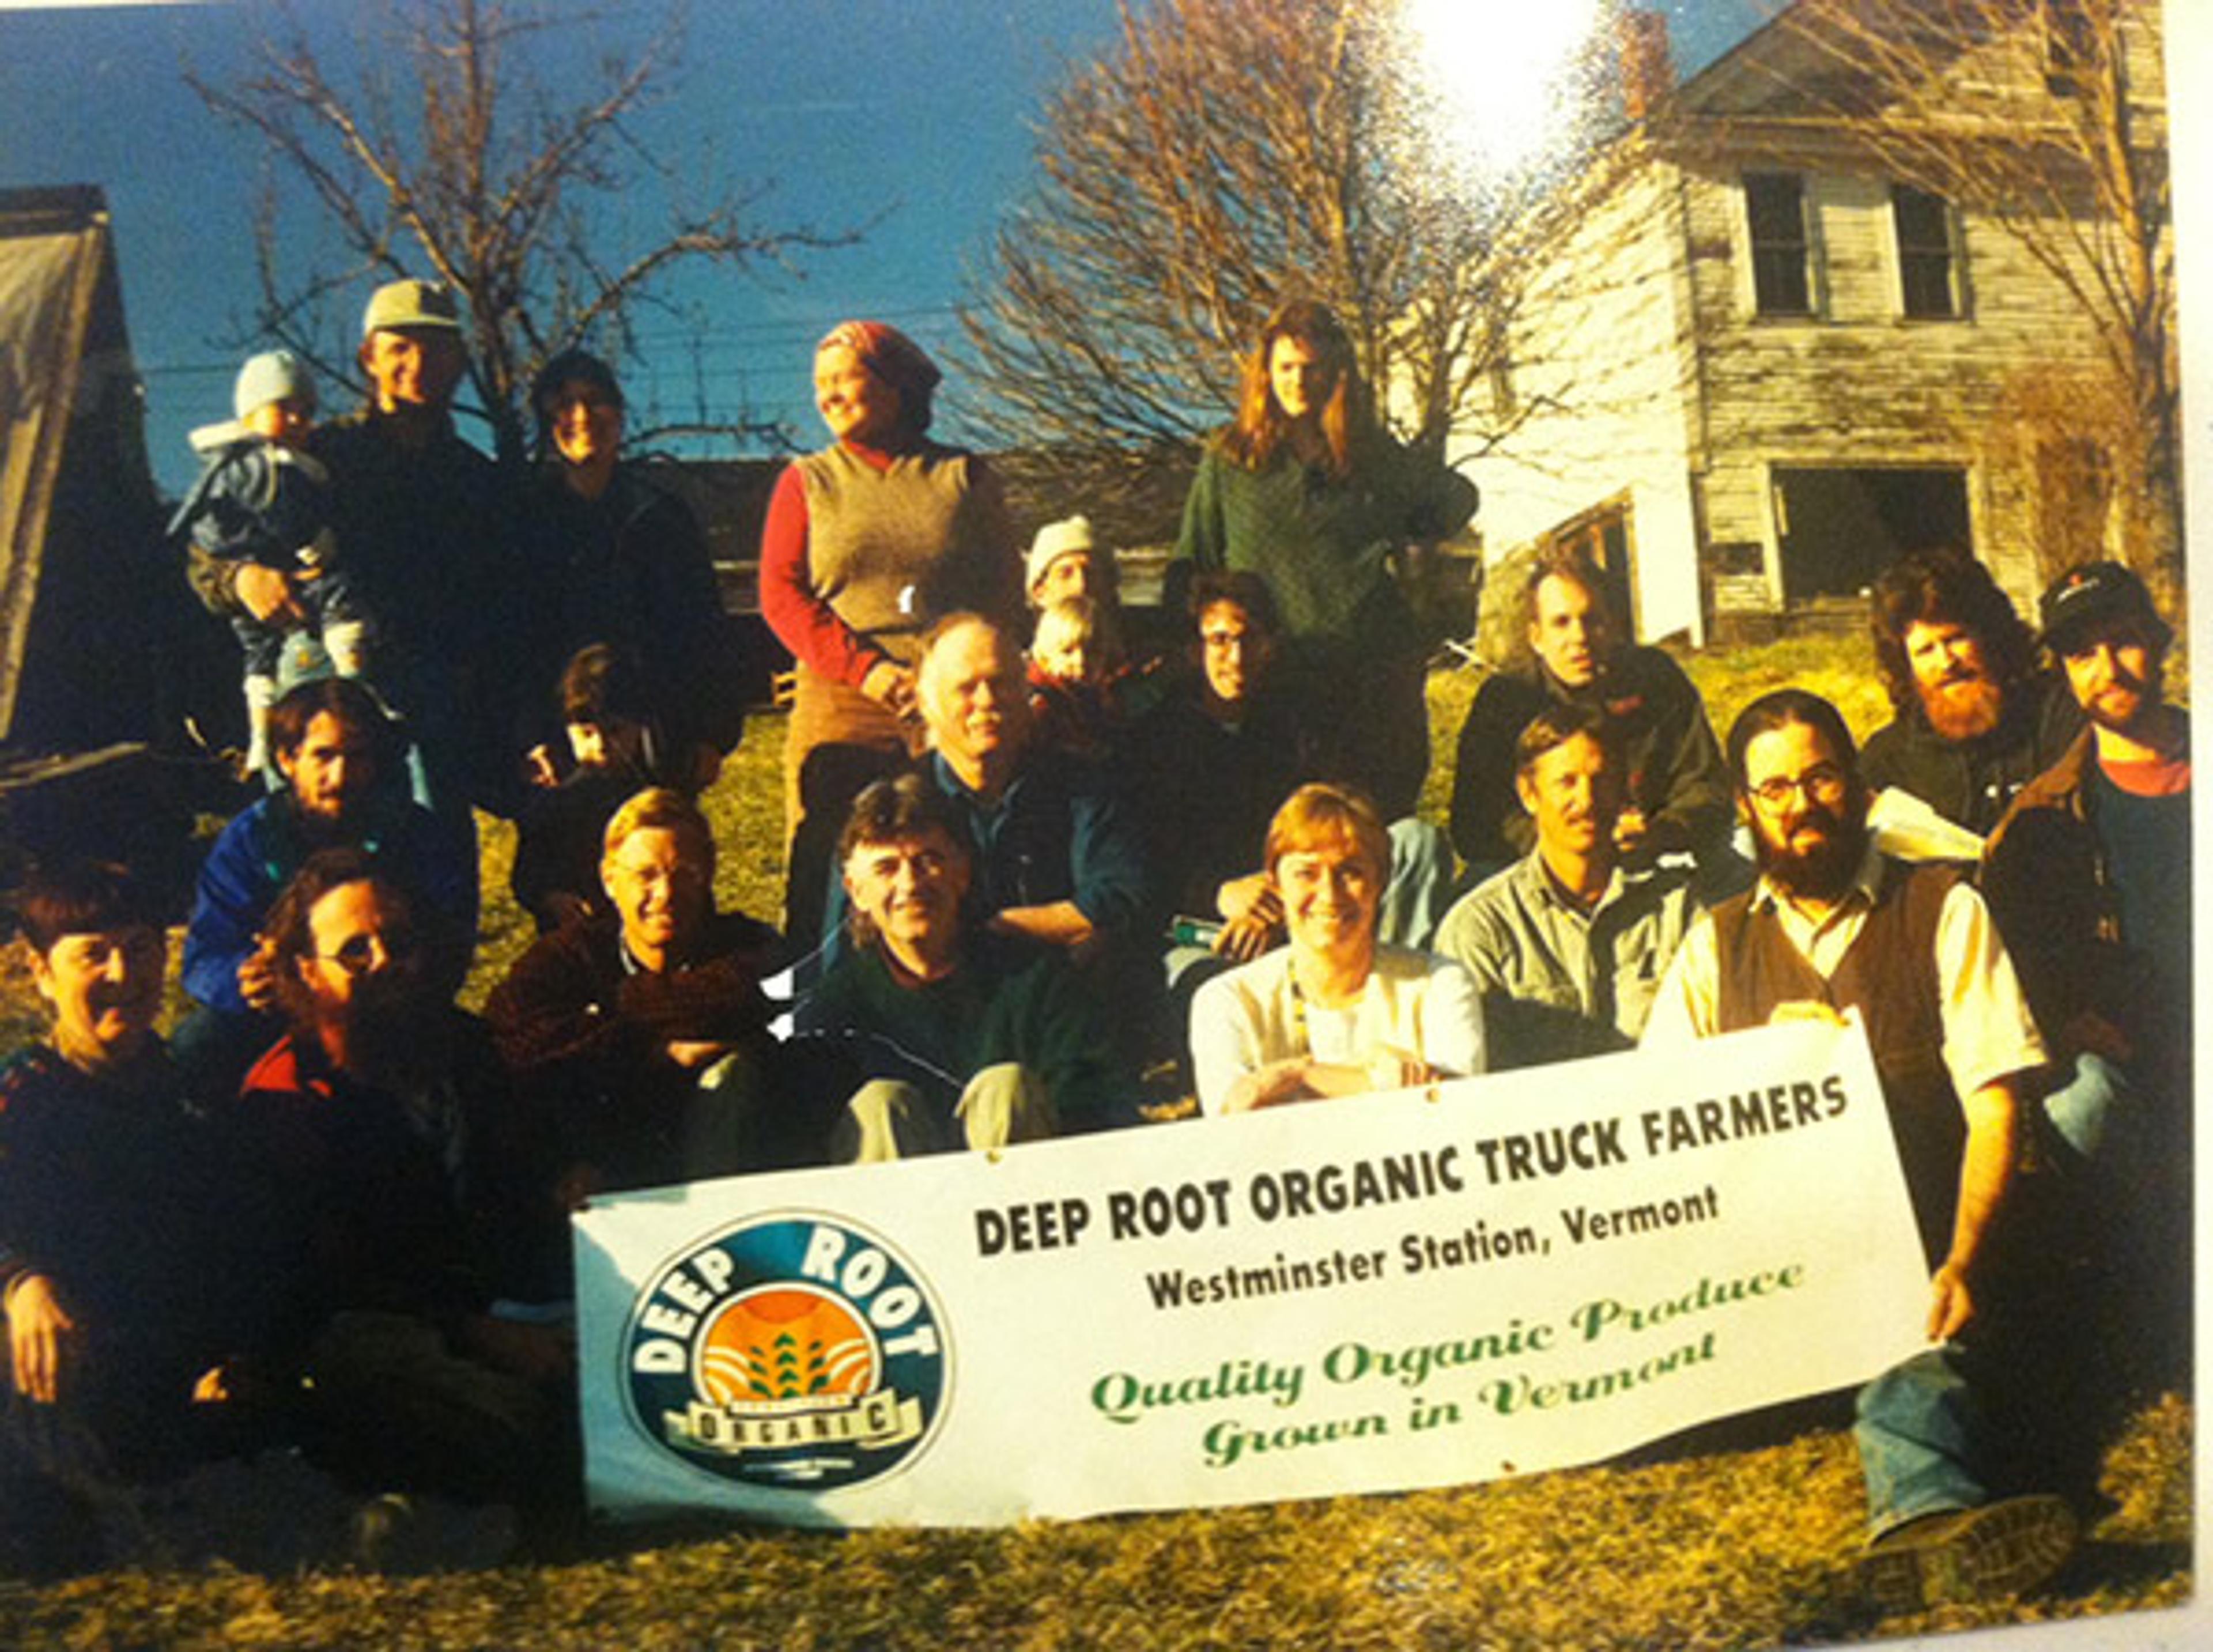 DEEP ROOT ORGANIC TRUCK FARMERS
Westminster Station, Vermont
Quality Organic Produce
Grown in Vermont
DEEP ROOT
ORGANIC